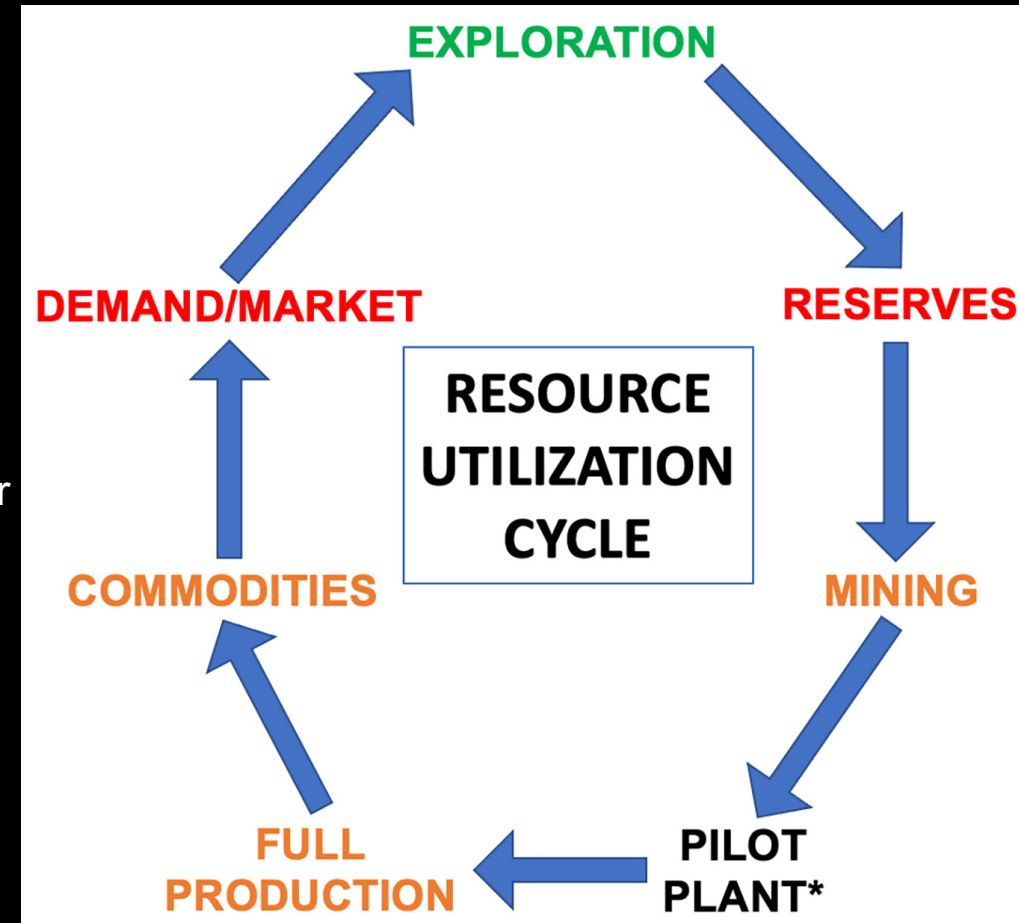 EXPLORATION
DEMAND/MARKET
RESERVES
RESOURCE
UTILIZATION
CYCLE
r
COMMODITIES
MINING
FULL
PRODUCTION
PILOT
PLANT*